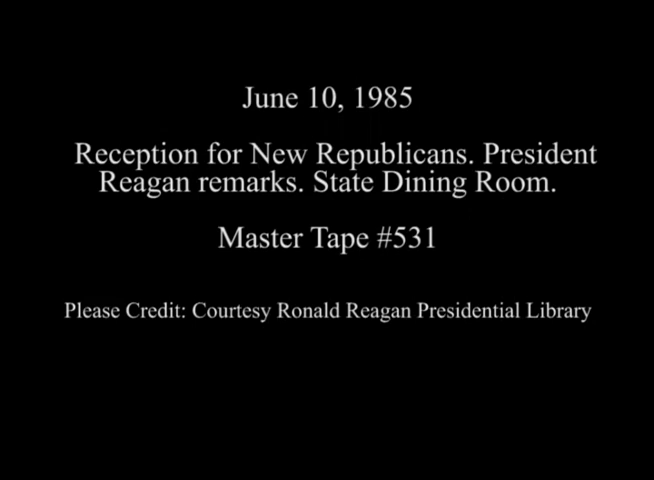 June 10, 1985
Reception for New Republicans. President
Reagan remarks. State Dining Room.
Master Tape #531
Please Credit: Courtesy Ronald Reagan Presidential Library